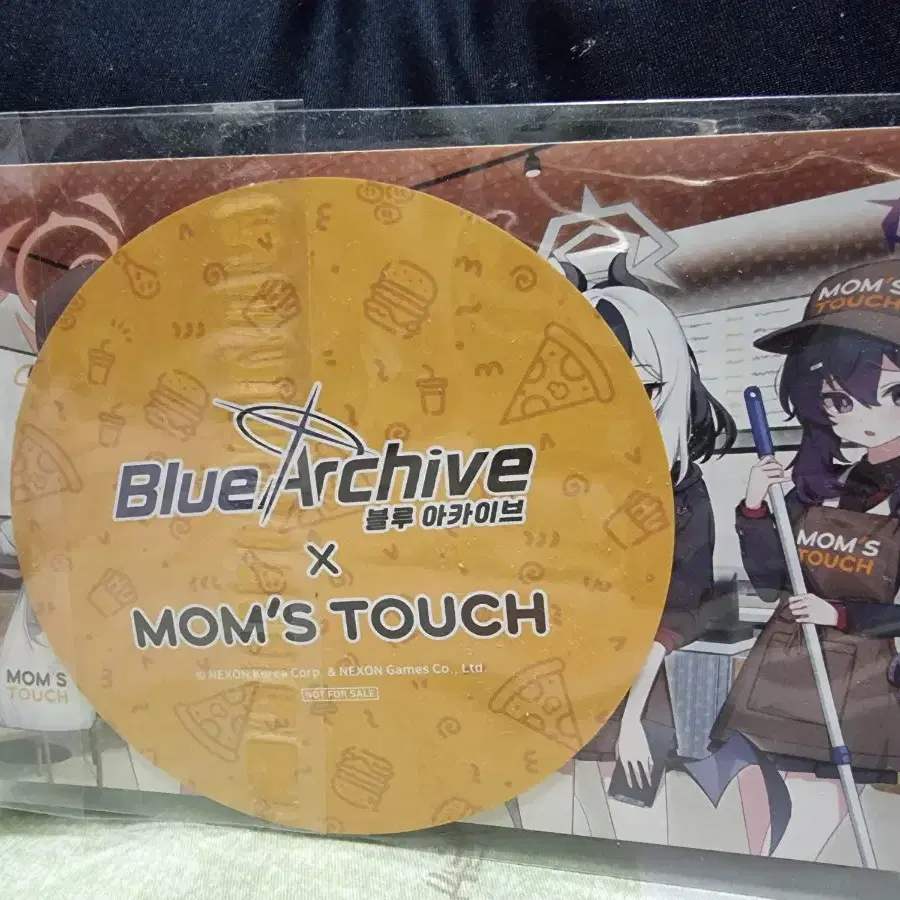 Blue Archive
블루 아카이브
X
MOM'S TOUCH
© NEXON Korea Corp. & NEXON Games Co., Ltd.
NOT FOR SALE
MOM'S
TOUCH
MOM'S
TOUCH
MOM'S
TOUCH